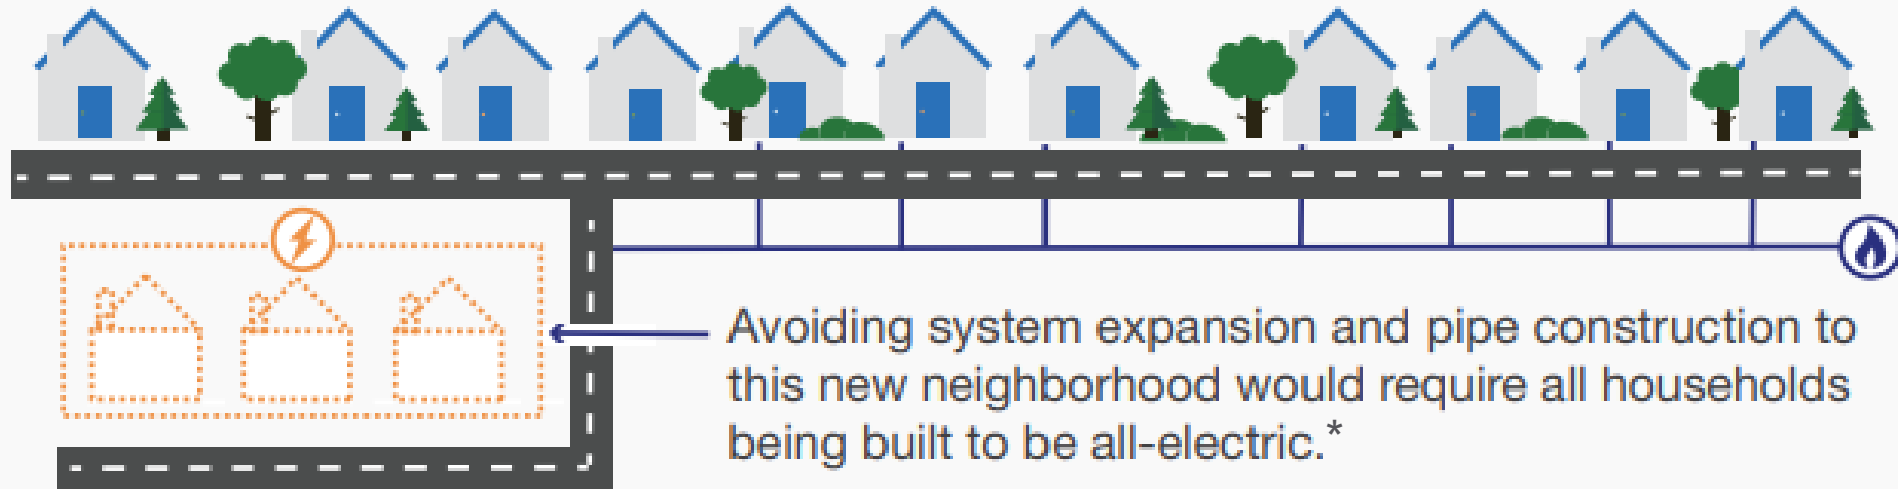 Avoiding system expansion and pipe construction to
this new neighborhood would require all households
being built to be all-electric.*